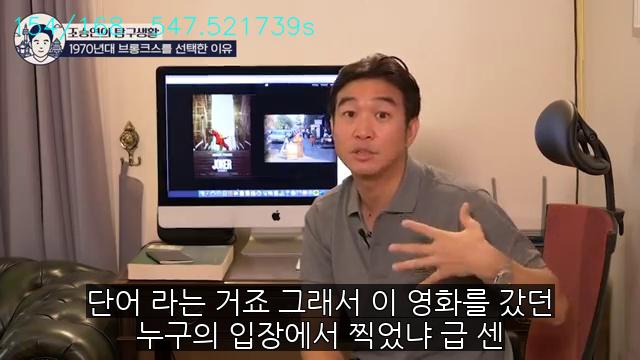 154/168, 547.521739s
조승연의 탐구생활
1970년대 브롱크스를 선택한 이유
JOKER
단어 라는 거죠 그래서 이 영화를 갔던
누구의 입장에서 찍었냐 급 센